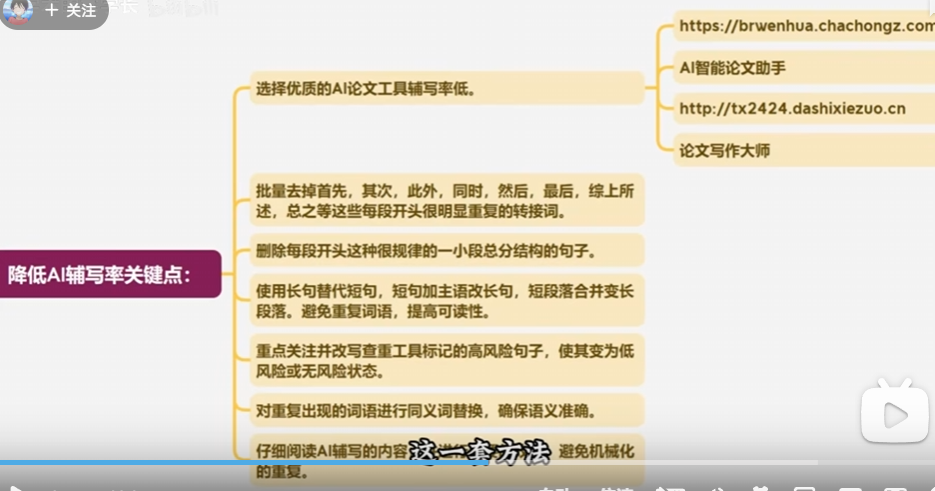 + 关注
学长
https://brwenhua.chachongz.com
选择优质的AI论文工具辅写率低。
AI智能论文助手
http://tx2424.dashixiezuo.cn
论文写作大师
批量去掉首先，其次，此外，同时，然后，最后，综上所
述，总之等这些每段开头很明显重复的转接词。
删除每段开头这种很规律的一小段总分结构的句子。
降低AI辅写率关键点：
使用长句替代短句，短句加主语改长句，短段落合并变长
段落。避免重复词语，提高可读性。
重点关注并改写查重工具标记的高风险句子，使其变为低
风险或无风险状态。
对重复出现的词语进行同义词替换，确保语义准确。
仔细阅读AI辅写的内容
避免机械化
的重复。
这一套方法